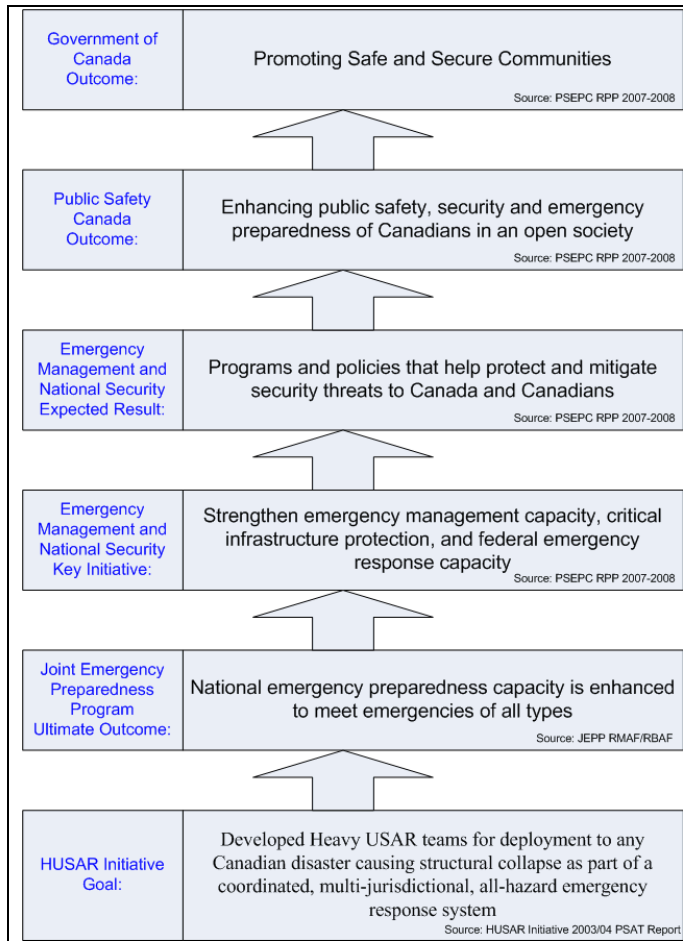 Government of
Canada
Outcome:
Promoting Safe and Secure Communities
Source: PSEPC RPP 2007-2008
Public Safety
Canada
Outcome:
Enhancing public safety, security and emergency
preparedness of Canadians in an open society
Source: PSEPC RPP 2007-2008
Emergency
Management and
National Security
Expected Result:
Programs and policies that help protect and mitigate
security threats to Canada and Canadians
Source: PSEPC RPP 2007-2008
Emergency
Management and
National Security
Key Initiative:
Strengthen emergency management capacity, critical
infrastructure protection, and federal emergency
response capacity
Source: PSEPC RPP 2007-2008
Joint Emergency
Preparedness
Program
Ultimate Outcome:
National emergency preparedness capacity is enhanced
to meet emergencies of all types
Source: JEPP RMAF/RBAF
HUSAR Initiative
Goal:
Developed Heavy USAR teams for deployment to any
Canadian disaster causing structural collapse as part of a
coordinated, multi-jurisdictional, all-hazard emergency
response system
Source: HUSAR Initiative 2003/04 PSAT Report